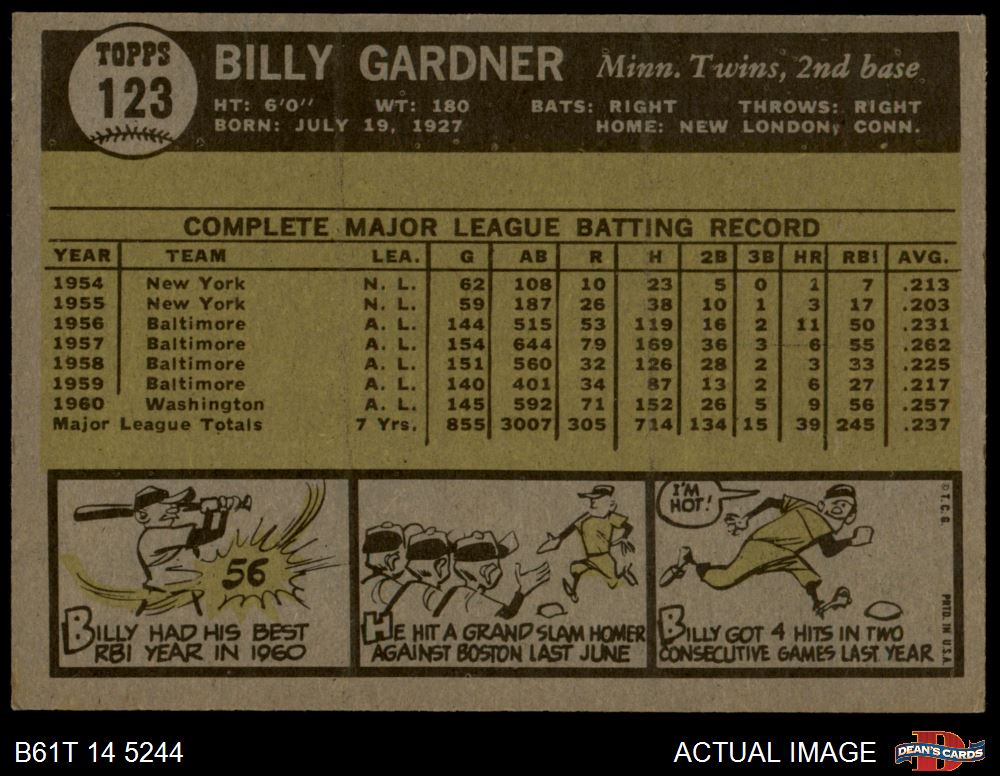 TOPPS
123
BILLY GARDNER Minn. Twins, 2nd base
HT: 6'0" WT: 180 BATS: RIGHT THROWS: RIGHT
BORN: JULY 19, 1927 HOME: NEW LONDON, CONN.
COMPLETE MAJOR LEAGUE BATTING RECORD
YEAR TEAM LEA. G AB R H 2B 3B HR RBI AVG.
1954 New York N. L. 62 108 10 23 5 0 1 7 .213
1955 New York N. L. 59 187 26 38 10 1 3 17 .203
1956 Baltimore A. L. 144 515 53 119 16 2 11 50 .231
1957 Baltimore A. L. 154 644 79 169 36 3 6 55 .262
1958 Baltimore A. L. 151 560 32 126 28 2 3 33 .225
1959 Baltimore A. L. 140 401 34 87 13 2 6 27 .217
1960 Washington A. L. 145 592 71 152 26 5 9 56 .257
Major League Totals 7 Yrs. 855 3007 305 714 134 15 39 245 .237
56
BILLY HAD HIS BEST
RBI YEAR IN 1960
HE HIT A GRAND SLAM HOMER
AGAINST BOSTON LAST JUNE
I'M
HOT!
BILLY GOT 4 HITS IN TWO
CONSECUTIVE GAMES LAST YEAR
© T. C. G.
PRTD. IN U.S.A.
B61T 14 5244 ACTUAL IMAGE
DEAN'S CARDS